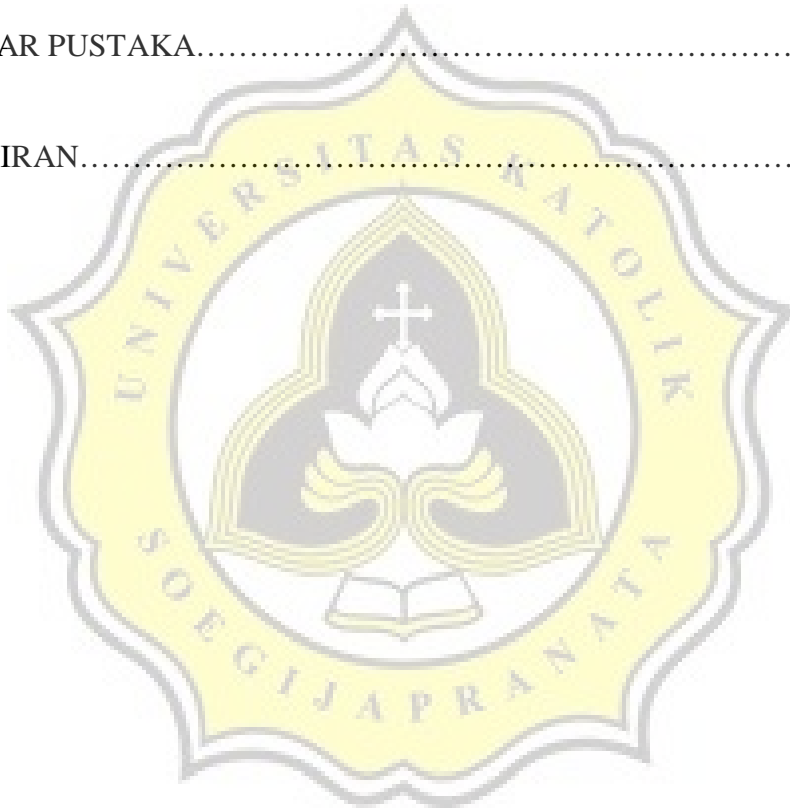 AR PUSTAKA……………………………………………………
IRAN…………………………………………………………………
UNIVERSITAS KATOLIK
SOEGIJAPRANATA